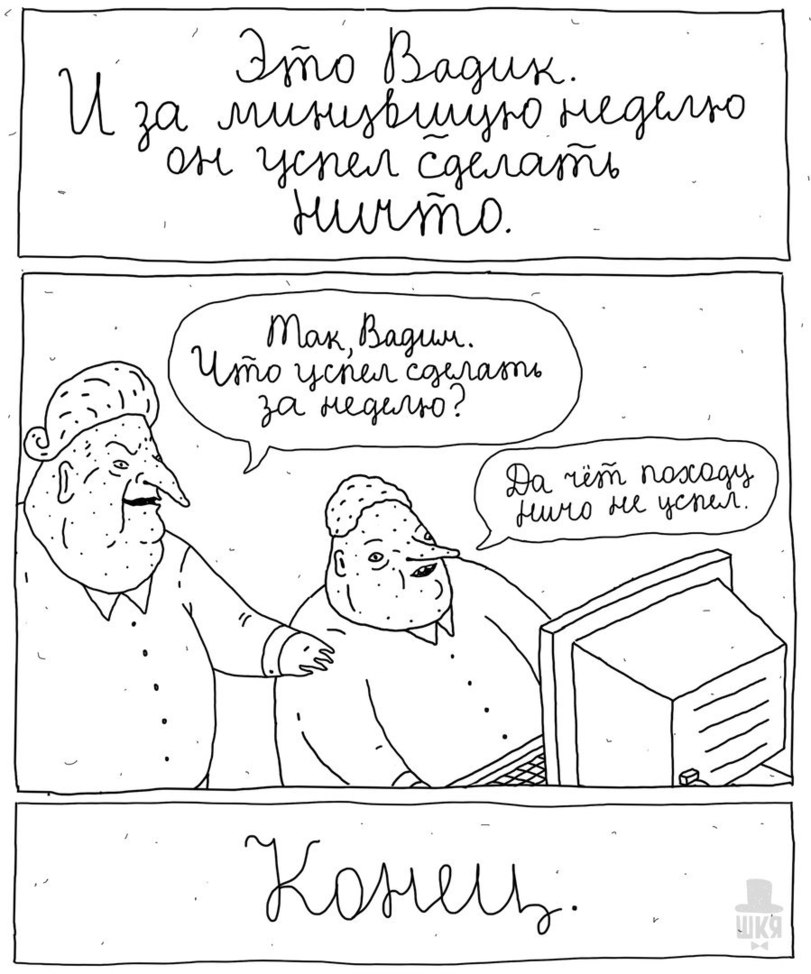 Это Вадик.
И за минувшую неделю
он успел сделать
ничто.
Так, Вадим.
Что успел сделать
за неделю?
Да чёт походу
ничо не успел.
Конец.
ШКЯ